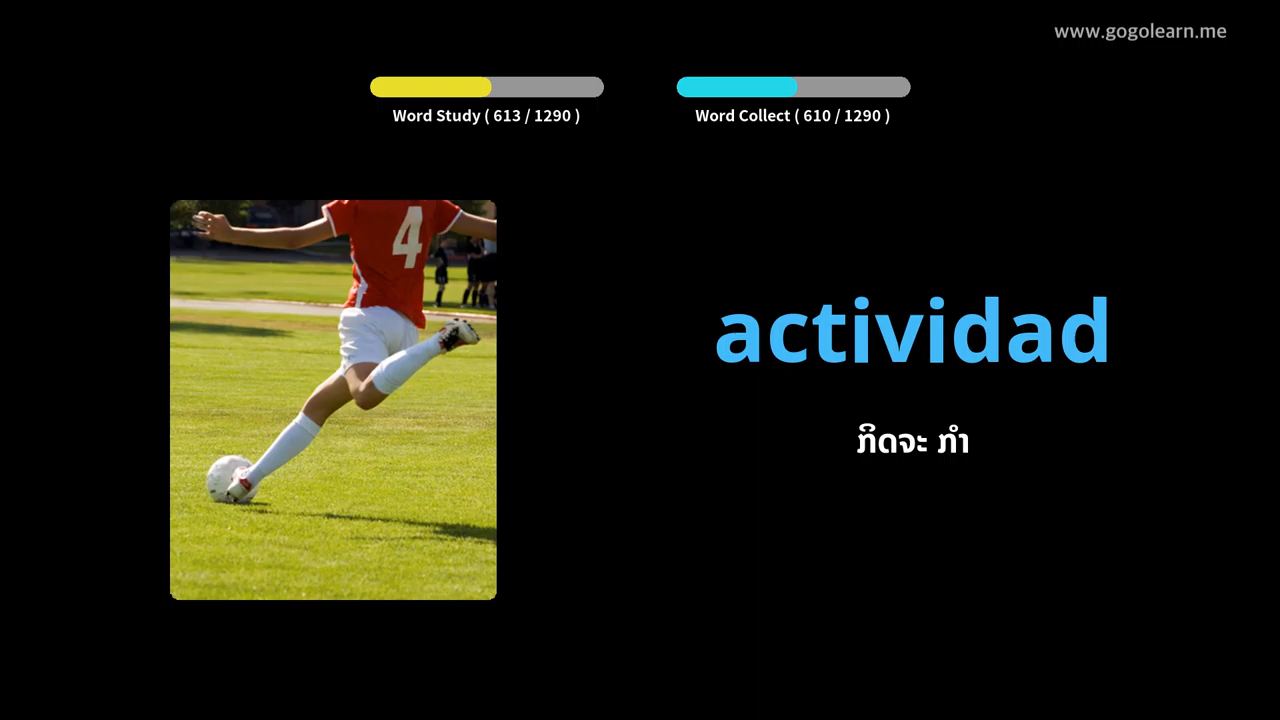 www.gogolearn.me
Word Study ( 613 / 1290 )
Word Collect ( 610 / 1290 )
4
actividad
ກິດຈະ ກຳ